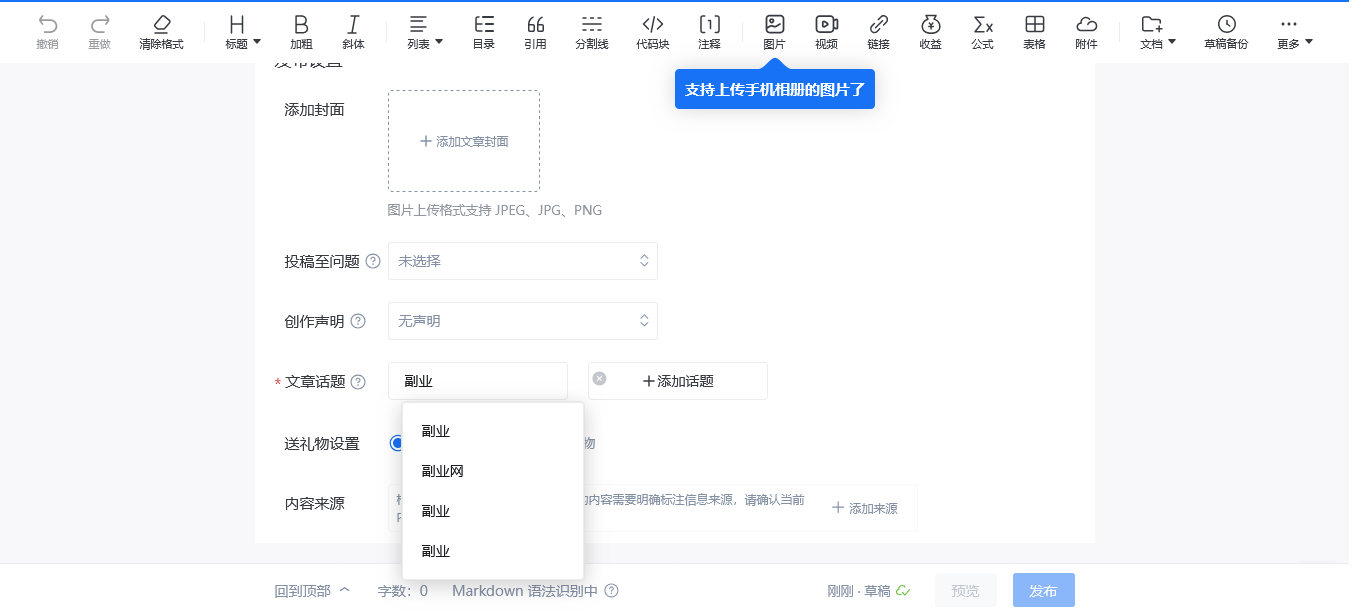 撤销 重做 清除格式 标题 加粗 斜体 列表 目录 引用 分割线 代码块 注释 图片 视频 链接 收益 公式 表格 附件 文档 草稿备份 更多
支持上传手机相册的图片了
发布设置
添加封面
添加文章封面
图片上传格式支持 JPEG、JPG、PNG
投稿至问题 未选择
创作声明 无声明
* 文章话题 副业 添加话题
副业
送礼物设置 物
副业网
内容来源 内容需要明确标注信息来源，请确认当前 添加来源
副业
副业
回到顶部 字数：0 Markdown 语法识别中 刚刚 · 草稿 预览 发布